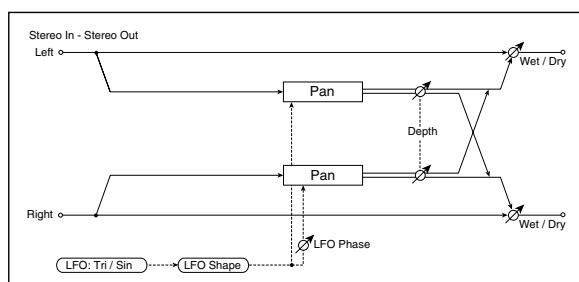 Stereo In - Stereo Out
Left
Wet / Dry
Pan
Depth
Pan
Right
Wet / Dry
LFO Phase
LFO: Tri / Sin
LFO Shape